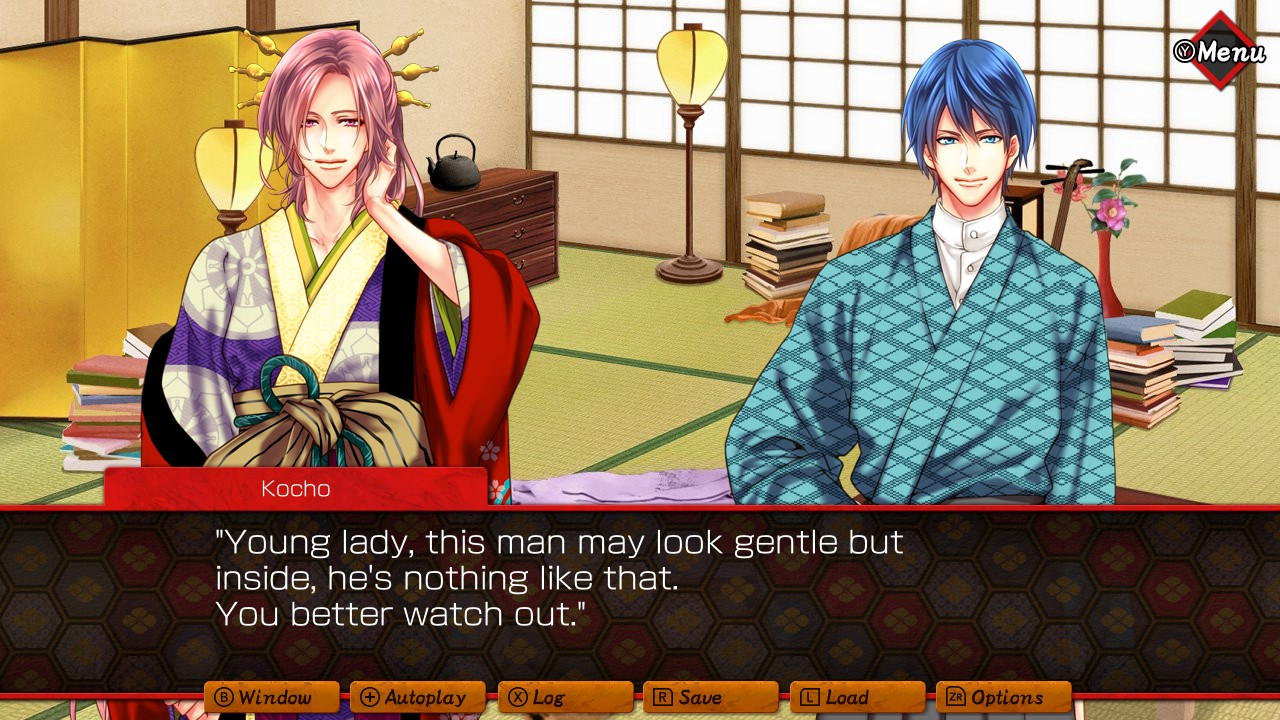 Ⓨ Menu
Kocho
"Young lady, this man may look gentle but
inside, he's nothing like that.
You better watch out."
Ⓑ Window ⊕ Autoplay Ⓧ Log R Save L Load ZR Options